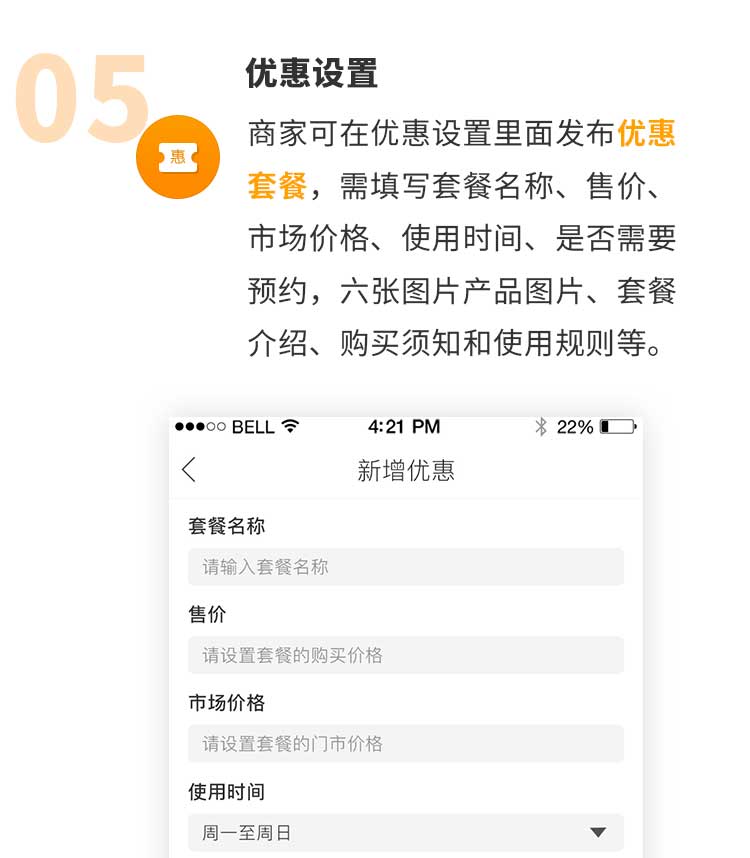 05
优惠设置
惠
商家可在优惠设置里面发布优惠
套餐，需填写套餐名称、售价、
市场价格、使用时间、是否需要
预约，六张图片产品图片、套餐
介绍、购买须知和使用规则等。
BELL 4:21 PM 22%
新增优惠
套餐名称
请输入套餐名称
售价
请设置套餐的购买价格
市场价格
请设置套餐的门市价格
使用时间
周一至周日